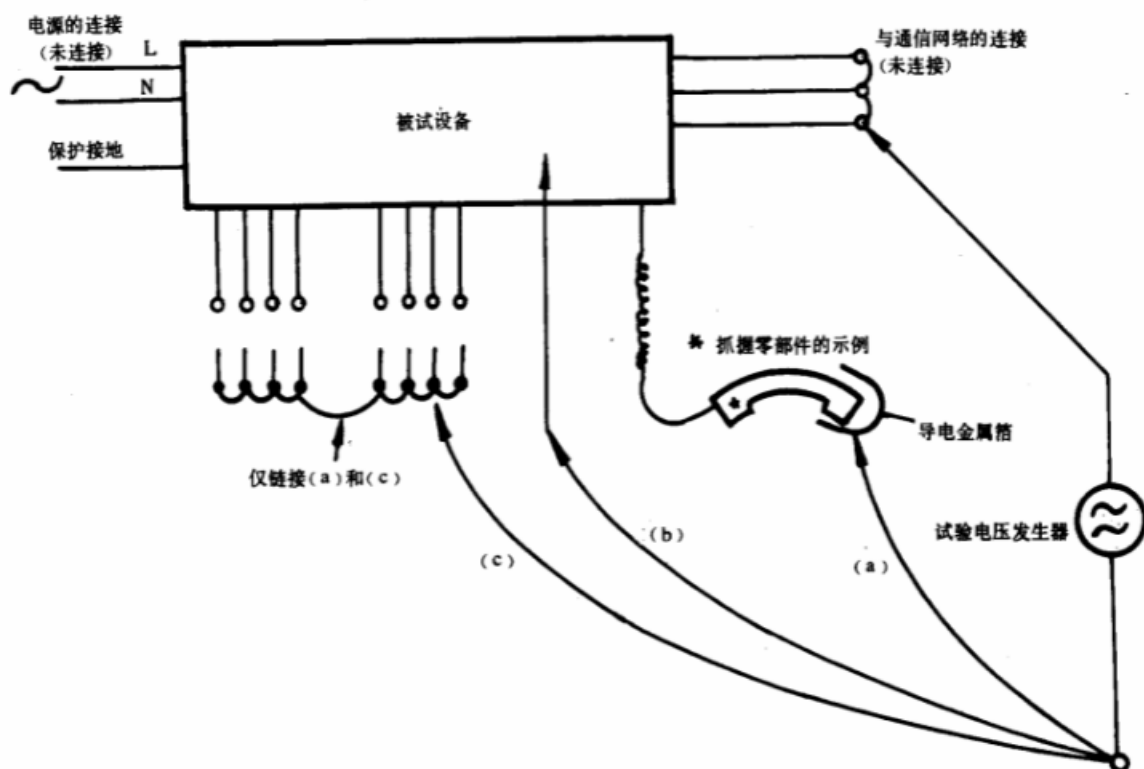 电源的连接
(未连接)
L
N
保护接地
被试设备
与通信网络的连接
(未连接)
* 抓握零部件的示例
*
导电金属箔
仅链接(a)和(c)
试验电压发生器
(a)
(b)
(c)